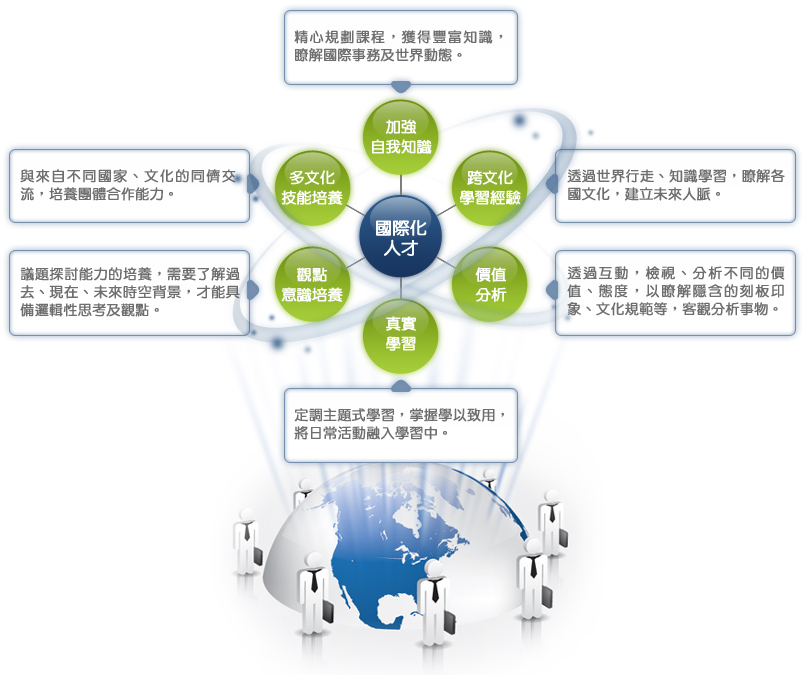 精心規劃課程，獲得豐富知識，
瞭解國際事務及世界動態。
加強
自我知識
與來自不同國家、文化的同儕交
流，培養團體合作能力。
多文化
技能培養
跨文化
學習經驗
透過世界行走、知識學習，瞭解各
國文化，建立未來人脈。
國際化
人才
議題探討能力的培養，需要了解過
去、現在、未來時空背景，才能具
備邏輯性思考及觀點。
觀點
意識培養
價值
分析
透過互動，檢視、分析不同的價
值、態度，以瞭解隱含的刻板印
象、文化規範等，客觀分析事物。
真實
學習
定調主題式學習，掌握學以致用，
將日常活動融入學習中。